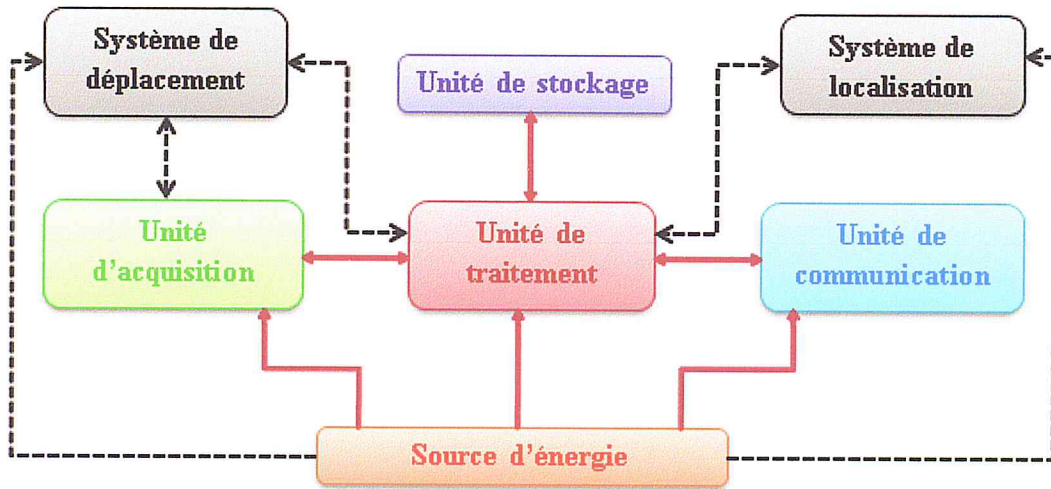 Système de
déplacement
Unité de stockage
Système de
localisation
Unité
d'acquisition
Unité de
traitement
Unité de
communication
Source d'énergie